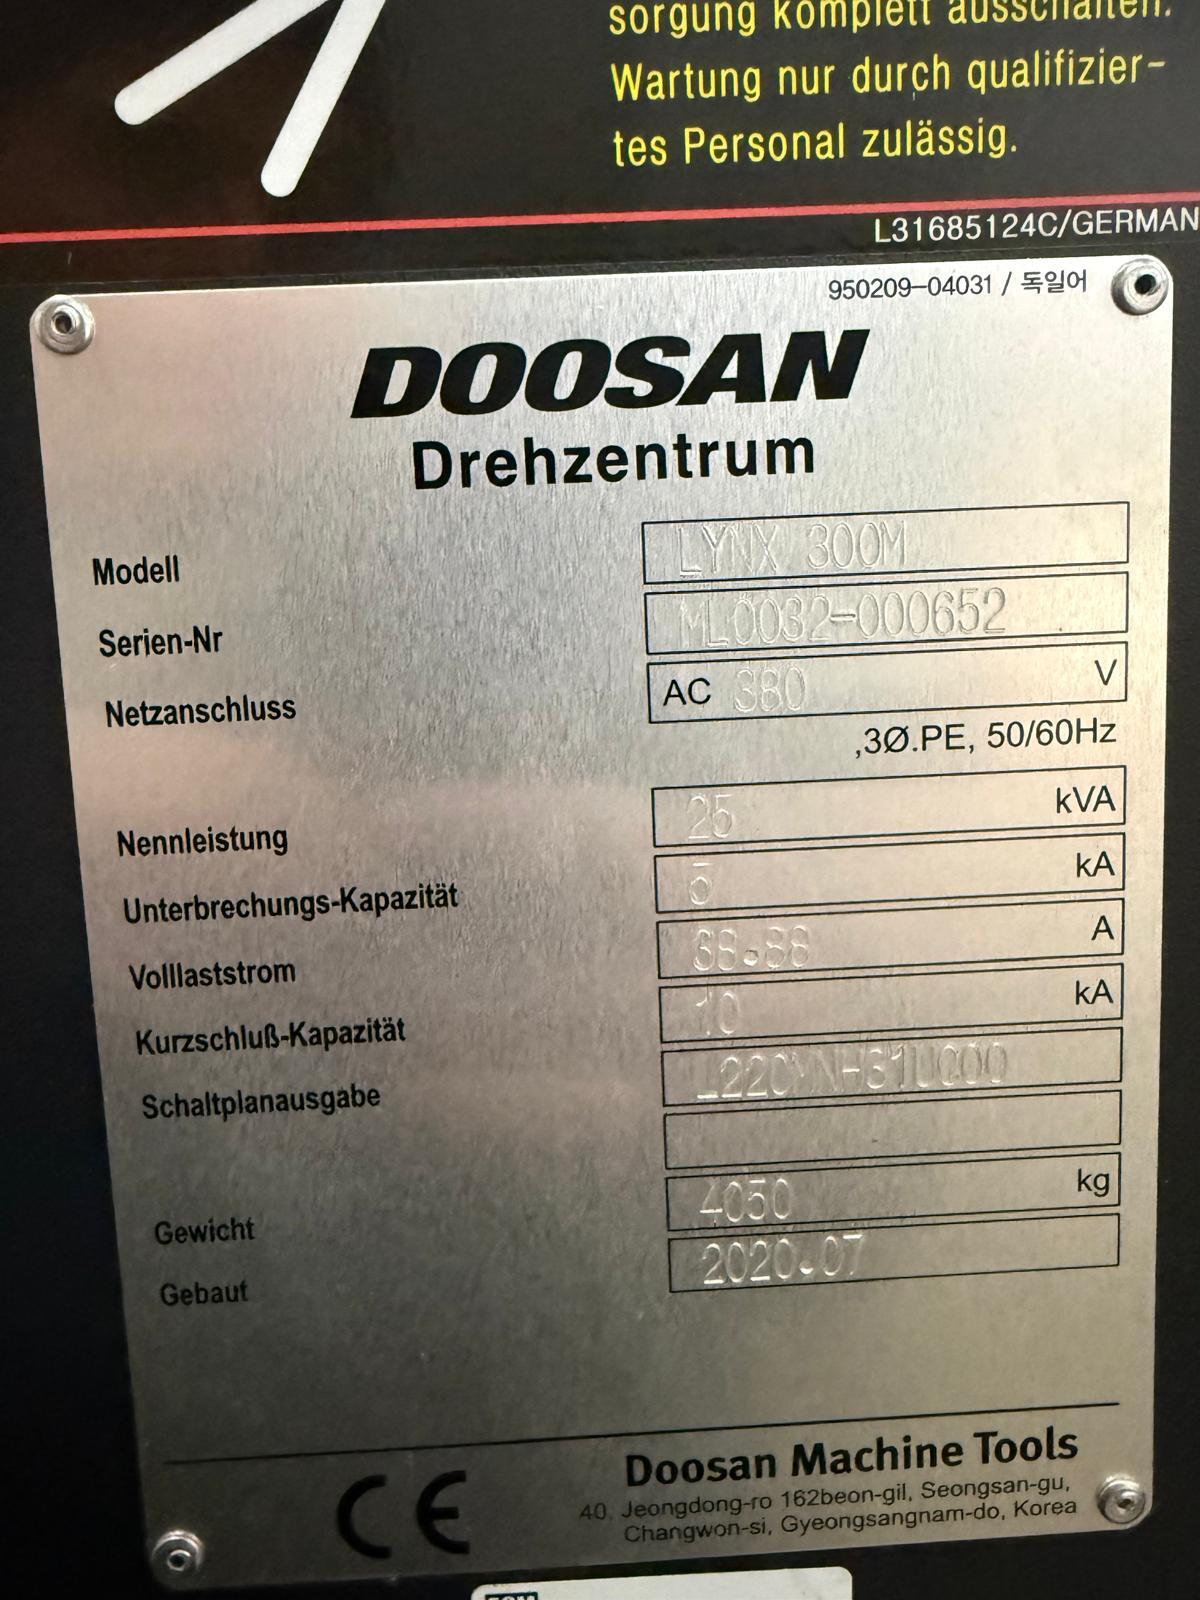 sorgung komplett ausschalten.
Wartung nur durch qualifizier-
tes Personal zulässig.
L31685124C/GERMAN
950209-04031 / 독일어
DOOSAN
Drehzentrum
Modell LYNX 300M
Serien-Nr ML0032-000652
Netzanschluss AC 380 V
,3Ø.PE, 50/60Hz
Nennleistung 25 kVA
Unterbrechungs-Kapazität kA
Volllaststrom 38.88 A
Kurzschluß-Kapazität 10 kA
Schaltplanausgabe
Gewicht 4050 kg
Gebaut 2020.07
CE
Doosan Machine Tools
40, Jeongdong-ro 162beon-gil, Seongsan-gu,
Changwon-si, Gyeongsangnam-do, Korea